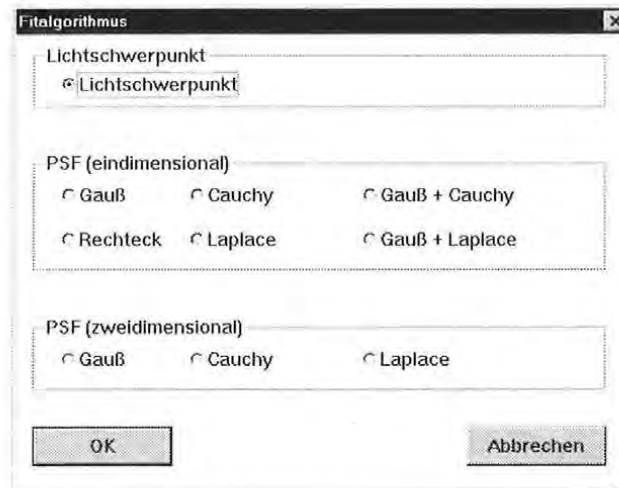 Fitalgorithmus
Lichtschwerpunkt
Lichtschwerpunkt
PSF (eindimensional)
Gauß Cauchy Gauß + Cauchy
Rechteck Laplace Gauß + Laplace
PSF (zweidimensional)
Gauß Cauchy Laplace
OK Abbrechen